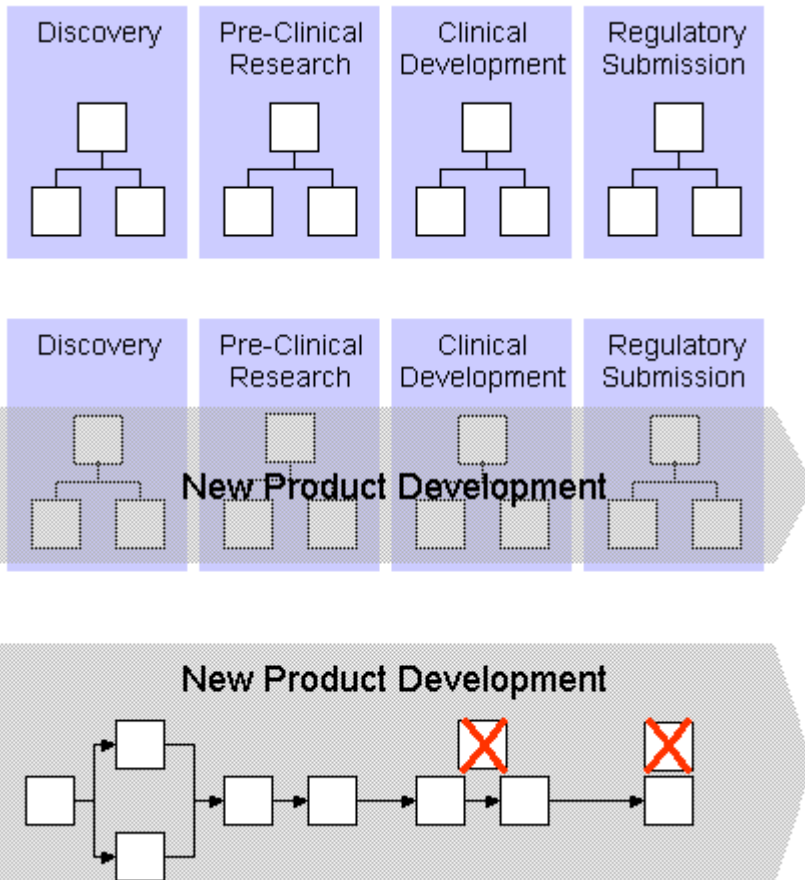 Discovery
Pre-Clinical
Research
Clinical
Development
Regulatory
Submission
Discovery
Pre-Clinical
Research
Clinical
Development
Regulatory
Submission
New Product Development
New Product Development